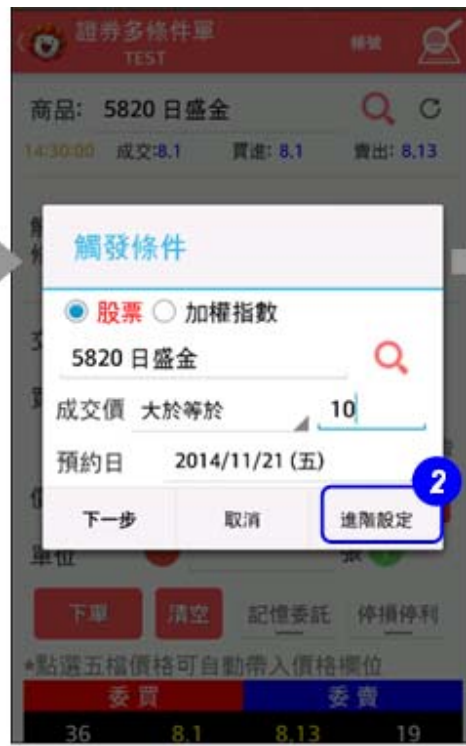 證券多條件單
TEST
帳號
商品: 5820 日盛金
14:30:00 成交:8.1 買進: 8.1 賣出: 8.13
觸發條件
股票 加權指數
5820 日盛金
成交價 大於等於 10
預約日 2014/11/21 (五)
2
下一步 取消 進階設定
單位 張
下單 清空 記憶委託 停損停利
*點選五檔價格可自動帶入價格欄位
委買 委賣
36 8.1 8.13 19